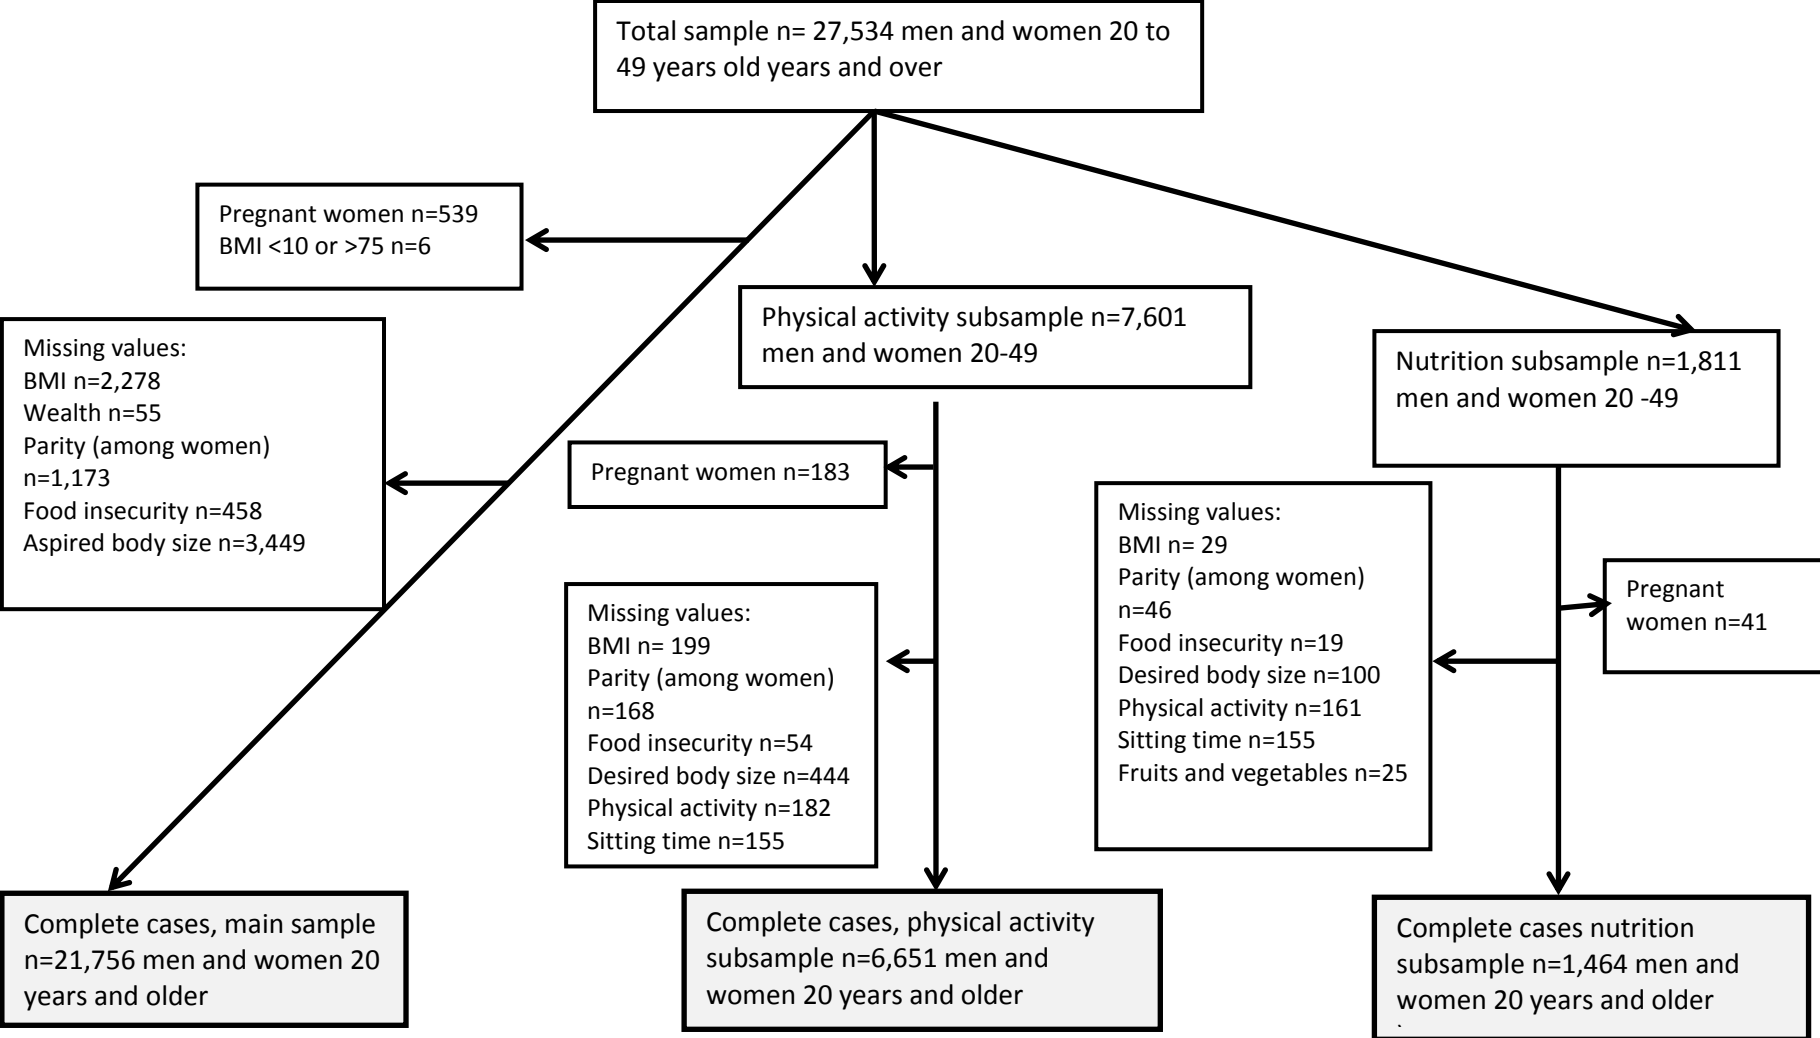 Total sample n= 27,534 men and women 20 to
49 years old years and over
Pregnant women n=539
BMI <10 or >75 n=6
Missing values:
BMI n=2,278
Wealth n=55
Parity (among women)
n=1,173
Food insecurity n=458
Aspired body size n=3,449
Physical activity subsample n=7,601
men and women 20-49
Nutrition subsample n=1,811
men and women 20 -49
Pregnant women n=183
Missing values:
BMI n= 199
Parity (among women)
n=168
Food insecurity n=54
Desired body size n=444
Physical activity n=182
Sitting time n=155
Missing values:
BMI n= 29
Parity (among women)
n=46
Food insecurity n=19
Desired body size n=100
Physical activity n=161
Sitting time n=155
Fruits and vegetables n=25
Pregnant
women n=41
Complete cases, main sample
n=21,756 men and women 20
years and older
Complete cases, physical activity
subsample n=6,651 men and
women 20 years and older
Complete cases nutrition
subsample n=1,464 men and
women 20 years and older